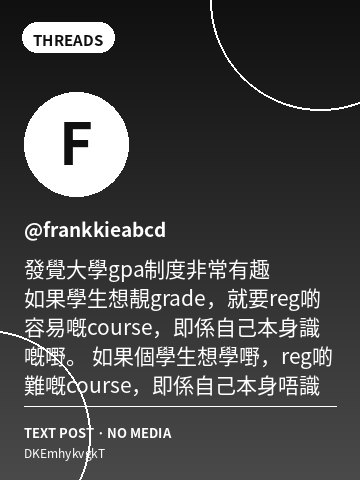 THREADS
F
@frankkieabcd
發覺大學gpa制度非常有趣
如果學生想靚grade，就要reg啲
容易嘅course，即係自己本身識
嘅嘢。 如果個學生想學嘢，reg啲
難嘅course，即係自己本身唔識
TEXT POST · NO MEDIA
DKEmhykvgkT